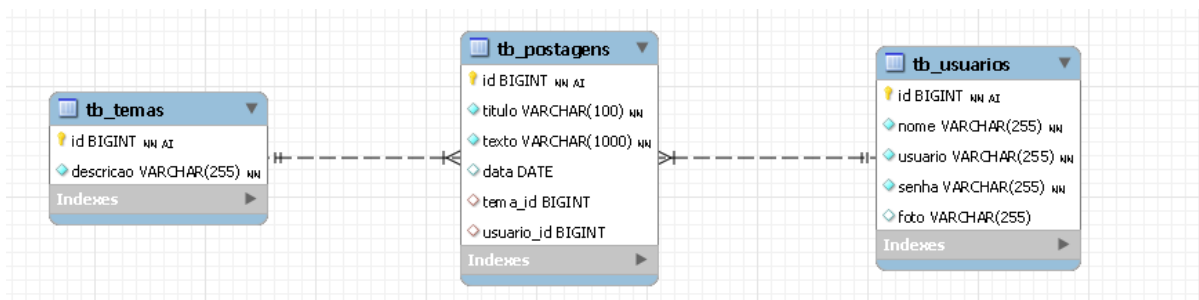 tb_temas
id BIGINT NN AI
descricao VARCHAR(255) NN
Indexes
tb_postagens
id BIGINT NN AI
titulo VARCHAR(100) NN
texto VARCHAR(1000) NN
data DATE
tema_id BIGINT
usuario_id BIGINT
Indexes
tb_usuarios
id BIGINT NN AI
nome VARCHAR(255) NN
usuario VARCHAR(255) NN
senha VARCHAR(255) NN
foto VARCHAR(255)
Indexes